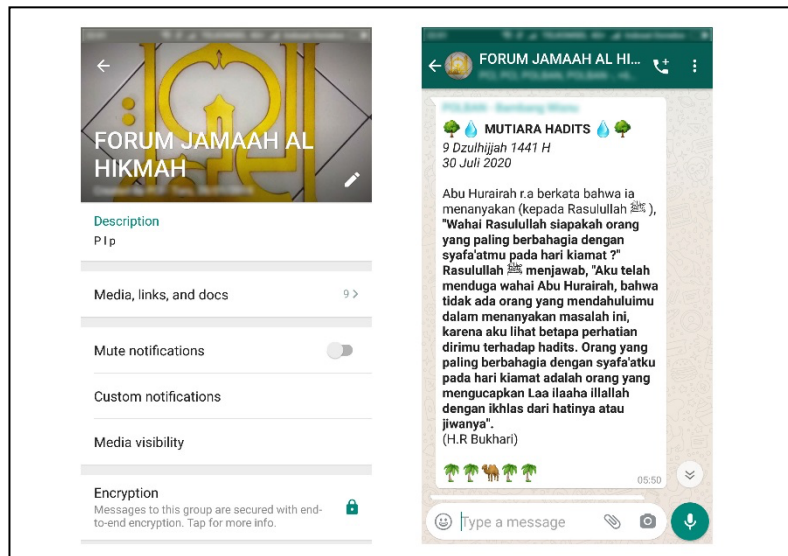 FORUM JAMAAH AL
HIKMAH
Description
P l p
Media, links, and docs
9 >
Mute notifications
Custom notifications
Media visibility
Encryption
Messages to this group are secured with end-
to-end encryption. Tap for more info.
FORUM JAMAAH AL HI...
🌳💧 MUTIARA HADITS 💧🌳
9 Dzulhijjah 1441 H
30 Juli 2020
Abu Hurairah r.a berkata bahwa ia
menanyakan (kepada Rasulullah ﷺ ),
"Wahai Rasulullah siapakah orang
yang paling berbahagia dengan
syafa'atmu pada hari kiamat ?"
Rasulullah ﷺ menjawab, "Aku telah
menduga wahai Abu Hurairah, bahwa
tidak ada orang yang mendahuluimu
dalam menanyakan masalah ini,
karena aku lihat betapa perhatian
dirimu terhadap hadits. Orang yang
paling berbahagia dengan syafa'atku
pada hari kiamat adalah orang yang
mengucapkan Laa ilaaha illallah
dengan ikhlas dari hatinya atau
jiwanya".
(H.R Bukhari)
🌴🌴🐫🌴🌴
05:50
Type a message